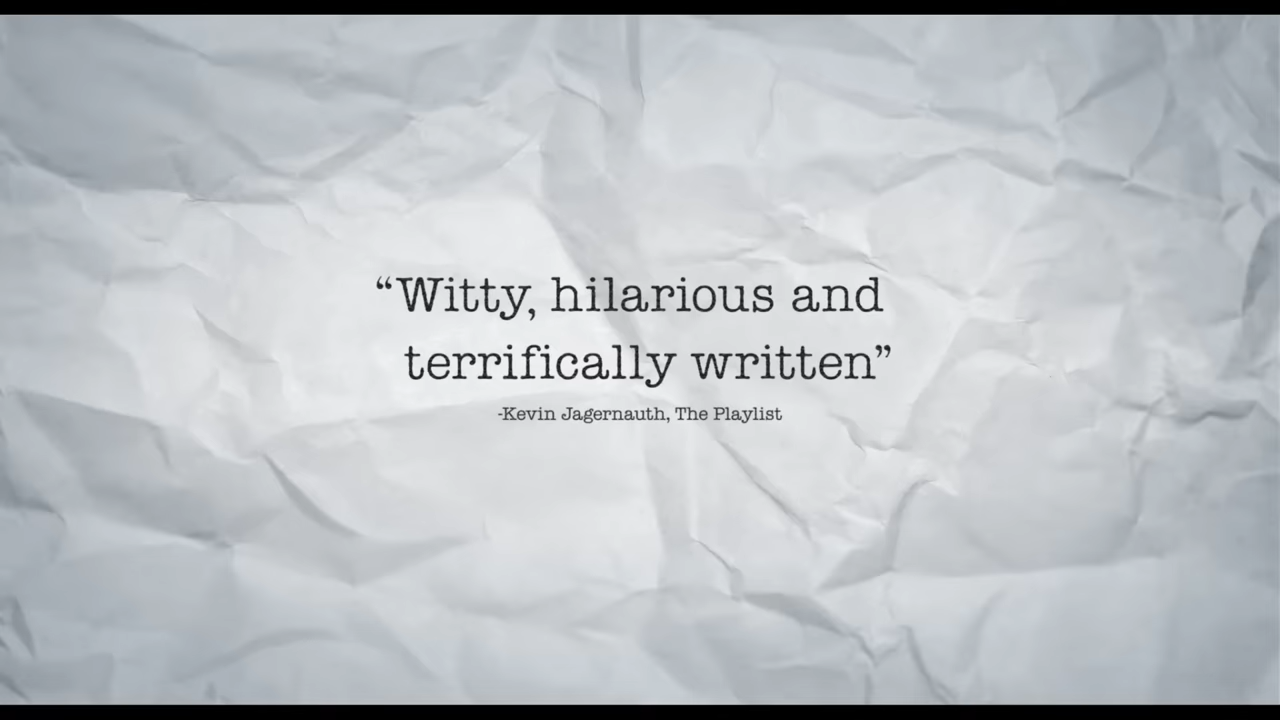 “Witty, hilarious and
terrifically written”
-Kevin Jagernauth, The Playlist